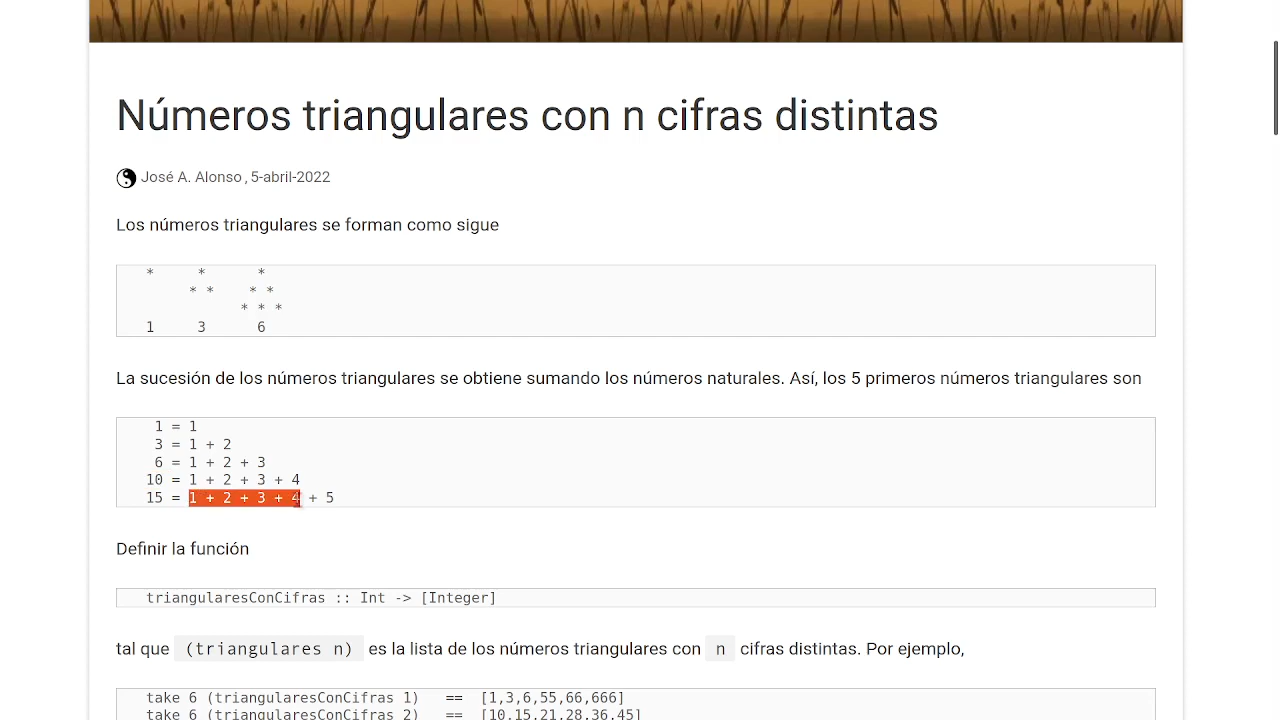 Números triangulares con n cifras distintas
José A. Alonso, 5-abril-2022
Los números triangulares se forman como sigue
*     *      *
* *    * *
* * *
1     3      6
La sucesión de los números triangulares se obtiene sumando los números naturales. Así, los 5 primeros números triangulares son
1 = 1
3 = 1 + 2
6 = 1 + 2 + 3
10 = 1 + 2 + 3 + 4
15 = 1 + 2 + 3 + 4 + 5
Definir la función
triangularesConCifras :: Int -> [Integer]
tal que (triangulares n) es la lista de los números triangulares con n cifras distintas. Por ejemplo,
take 6 (triangularesConCifras 1)   ==  [1,3,6,55,66,666]
take 6 (triangularesConCifras 2)   ==  [10,15,21,28,36,45]